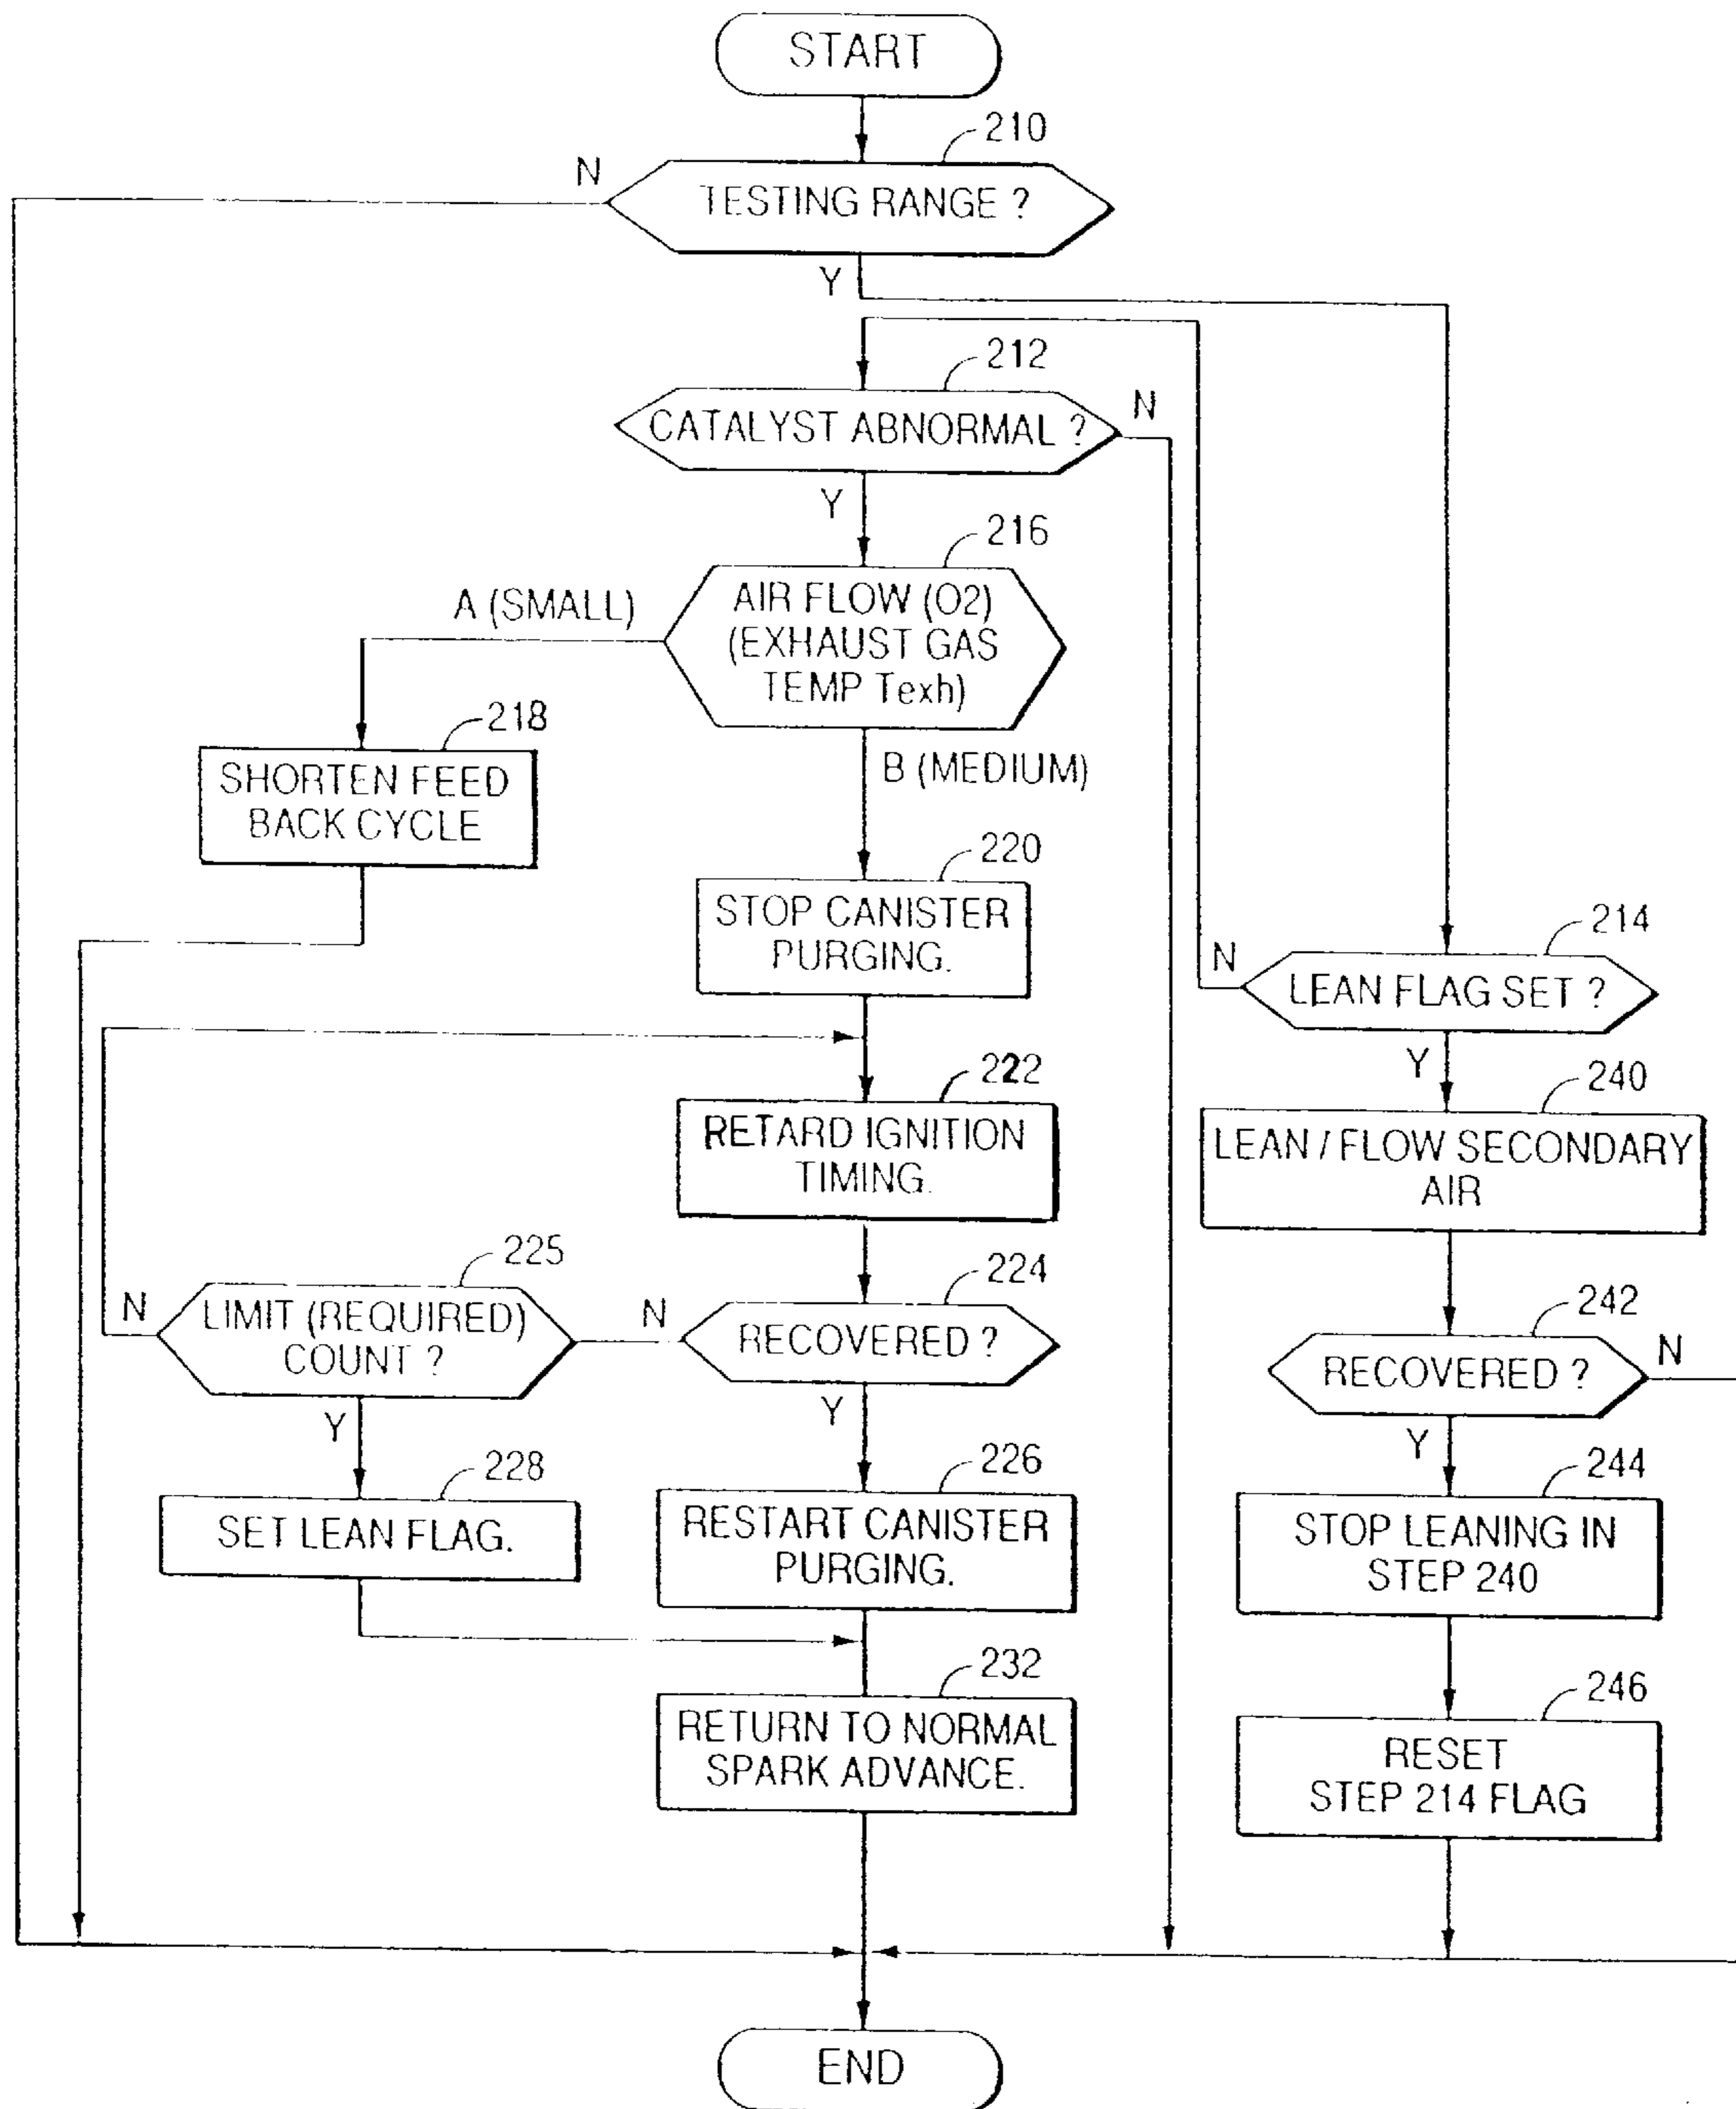 START
210
N
TESTING RANGE ?
Y
212
CATALYST ABNORMAL ?
N
Y
216
A (SMALL)
AIR FLOW (O2)
(EXHAUST GAS
TEMP Texh)
218
SHORTEN FEED
BACK CYCLE
B (MEDIUM)
220
STOP CANISTER
PURGING.
214
N
LEAN FLAG SET ?
Y
222
RETARD IGNITION
TIMING.
240
LEAN / FLOW SECONDARY
AIR
225
N
LIMIT (REQUIRED)
COUNT ?
N
224
RECOVERED ?
242
RECOVERED ?
N
Y
Y
Y
228
SET LEAN FLAG.
226
RESTART CANISTER
PURGING.
244
STOP LEANING IN
STEP 240
232
RETURN TO NORMAL
SPARK ADVANCE.
246
RESET
STEP 214 FLAG
END